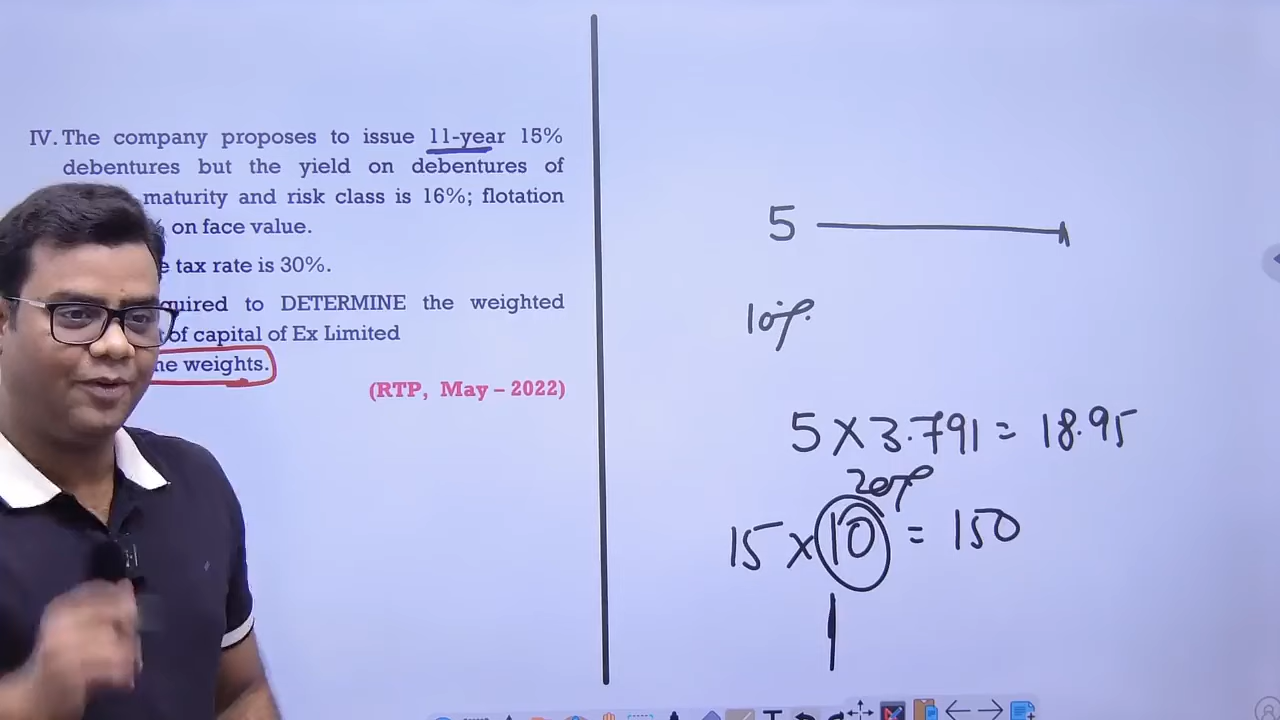 IV. The company proposes to issue 11-year 15%
debentures but the yield on debentures of
maturity and risk class is 16%; flotation
on face value.
tax rate is 30%.
to DETERMINE the weighted
of capital of Ex Limited
weights.
(RTP, May – 2022)
5
10%.
5 × 3.791 = 18.95
20%
15 × 10 = 150